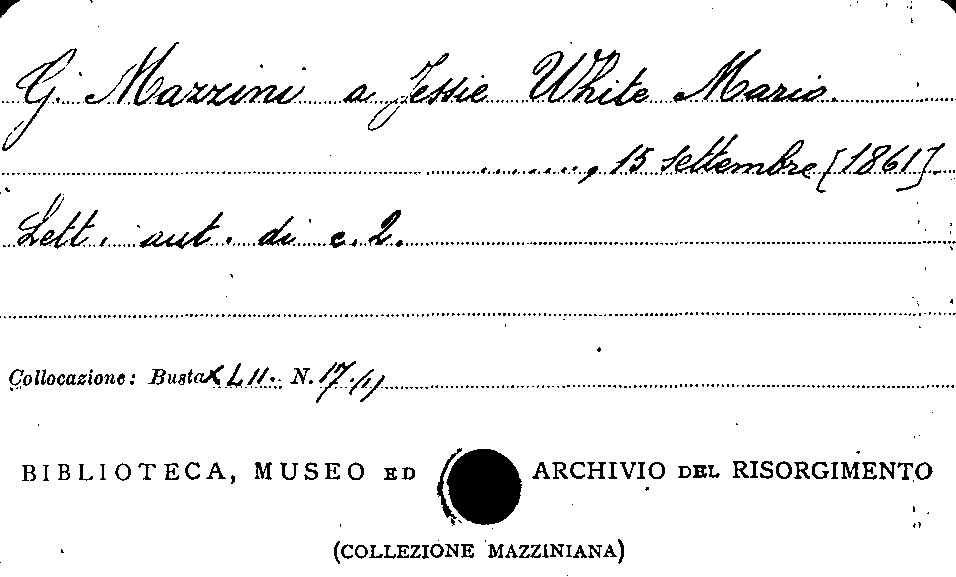 G. Mazzini a Jessie White Mario.
......., 15 settembre [1861].
Lett. aut. di c. 2.
Collocazione: Busta XLII. N. 17.(1)
BIBLIOTECA, MUSEO ED ARCHIVIO DEL RISORGIMENTO
(COLLEZIONE MAZZINIANA)